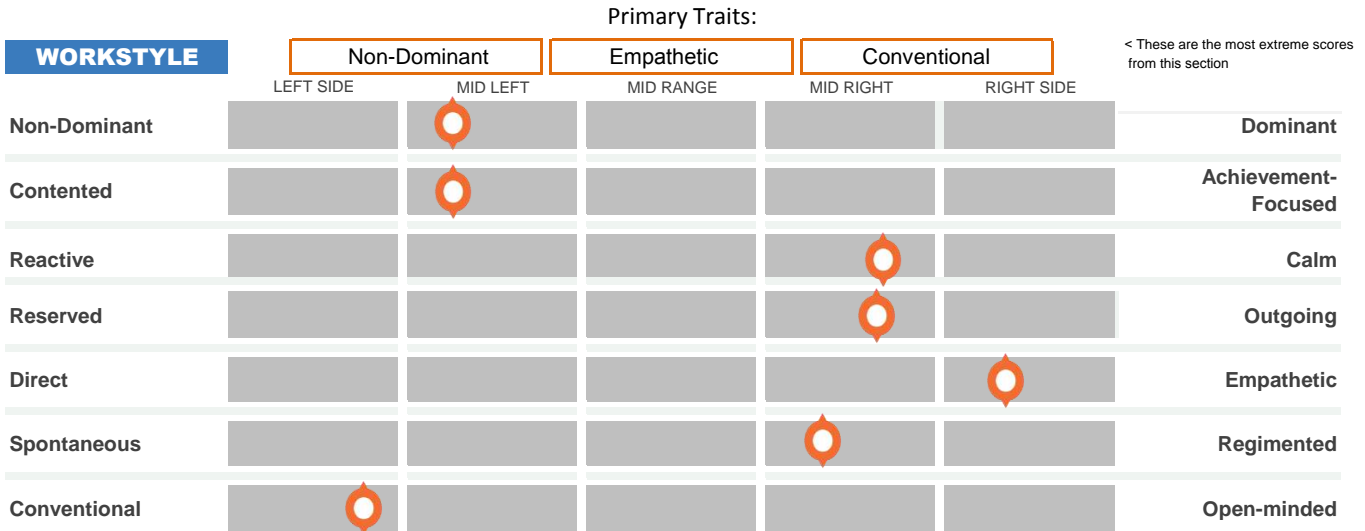 Primary Traits:
WORKSTYLE Non-Dominant Empathetic Conventional < These are the most extreme scores
from this section
LEFT SIDE MID LEFT MID RANGE MID RIGHT RIGHT SIDE
Non-Dominant Dominant
Contented Achievement-
Focused
Reactive Calm
Reserved Outgoing
Direct Empathetic
Spontaneous Regimented
Conventional Open-minded